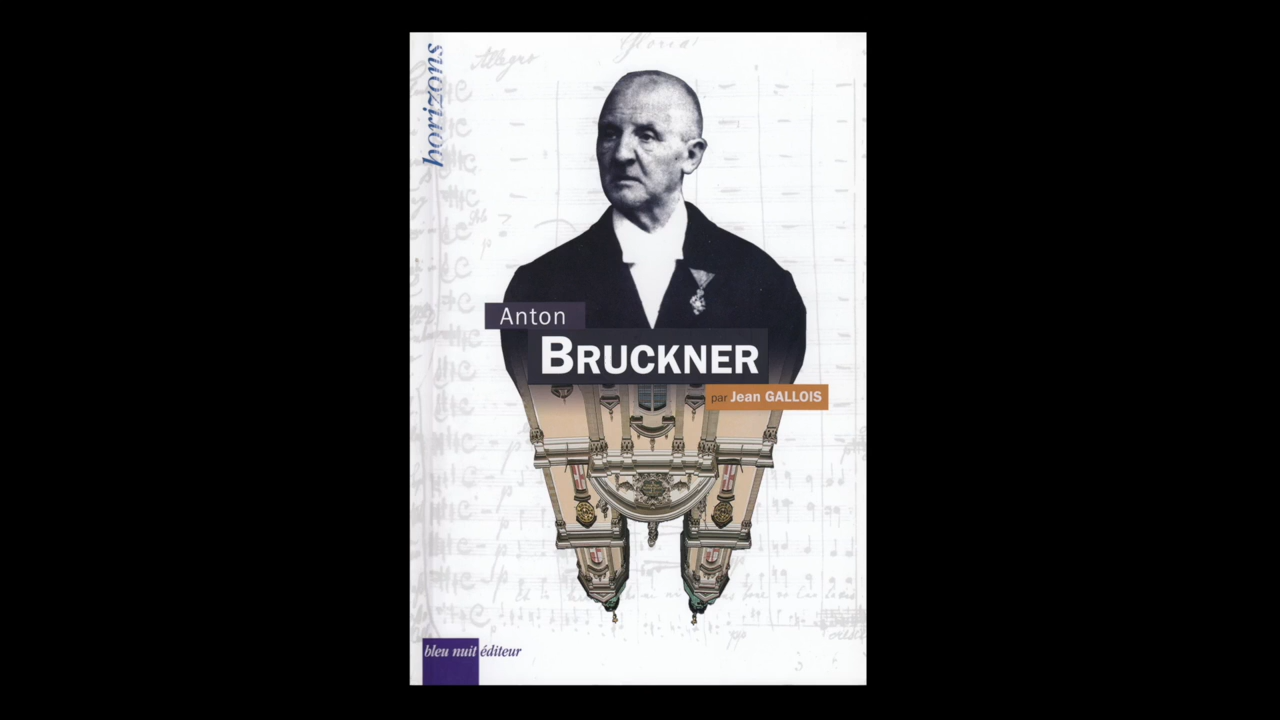 Allegro
Gloria
horizons
Anton
BRUCKNER
par Jean GALLOIS
bleu nuit éditeur